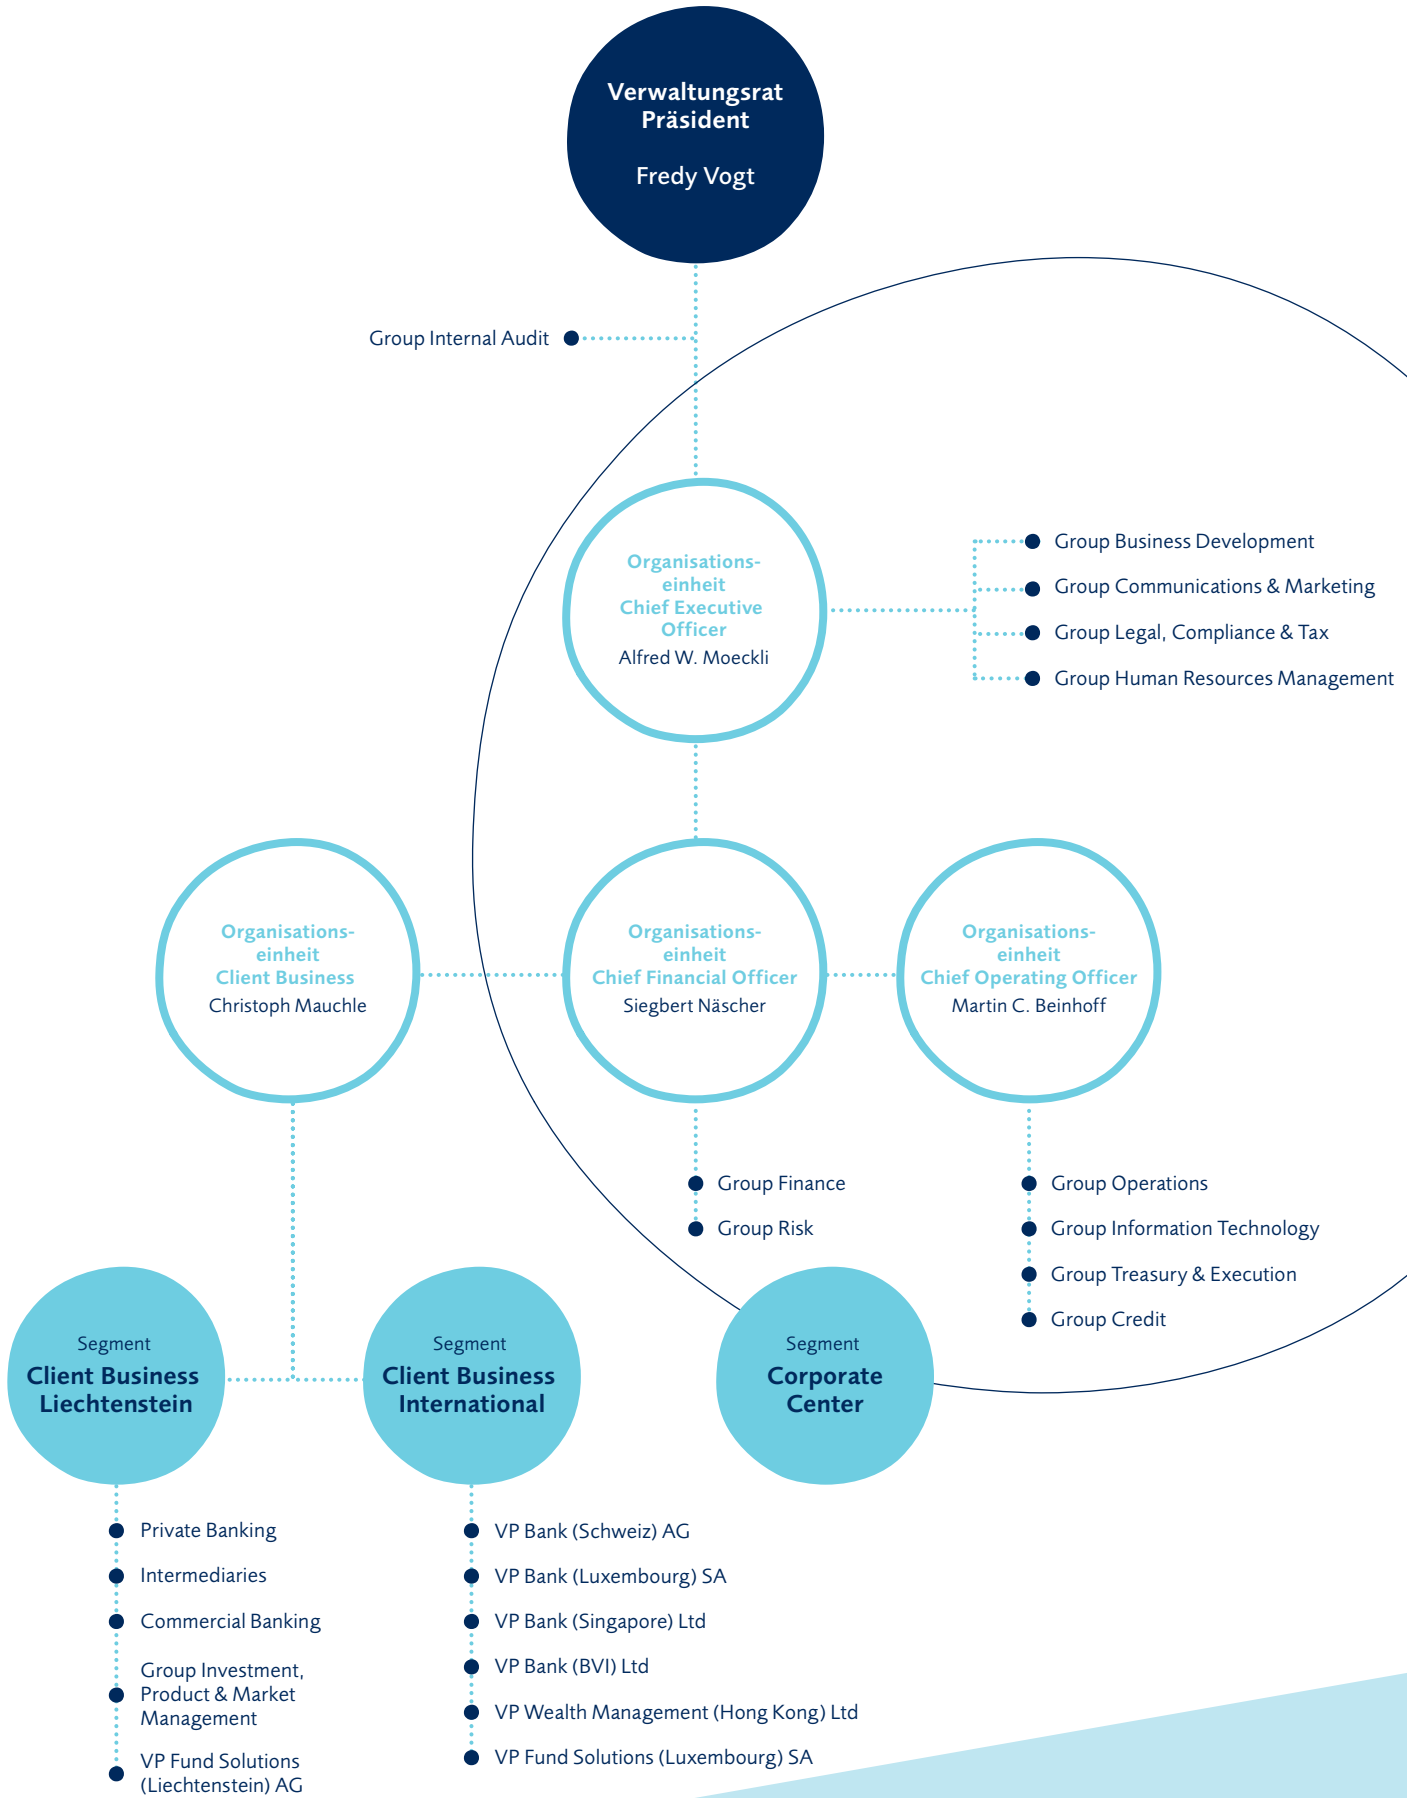 Verwaltungsrat
Präsident
Fredy Vogt
Group Internal Audit
Organisations-
einheit
Chief Executive
Officer
Alfred W. Moeckli
Group Business Development
Group Communications & Marketing
Group Legal, Compliance & Tax
Group Human Resources Management
Organisations-
einheit
Client Business
Christoph Mauchle
Organisations-
einheit
Chief Financial Officer
Siegbert Näscher
Organisations-
einheit
Chief Operating Officer
Martin C. Beinhoff
Group Finance
Group Risk
Group Operations
Group Information Technology
Group Treasury & Execution
Group Credit
Segment
Client Business
Liechtenstein
Segment
Client Business
International
Segment
Corporate
Center
Private Banking
Intermediaries
Commercial Banking
Group Investment,
Product & Market
Management
VP Fund Solutions
(Liechtenstein) AG
VP Bank (Schweiz) AG
VP Bank (Luxembourg) SA
VP Bank (Singapore) Ltd
VP Bank (BVI) Ltd
VP Wealth Management (Hong Kong) Ltd
VP Fund Solutions (Luxembourg) SA